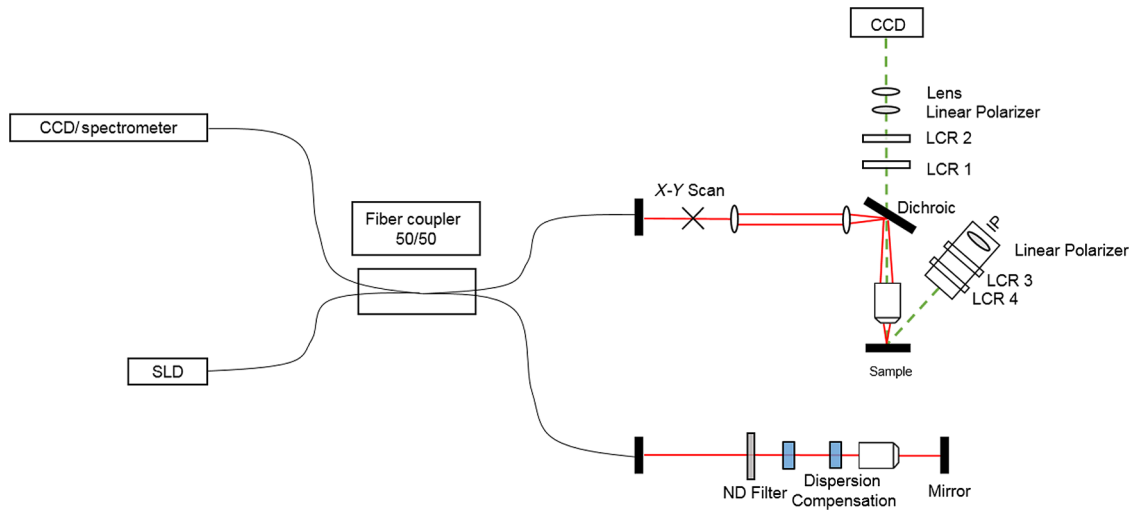 CCD
Lens
Linear Polarizer
CCD/spectrometer
LCR 2
LCR 1
X-Y Scan
Dichroic
Fiber coupler
50/50
IP
Linear Polarizer
LCR 3
LCR 4
SLD
Sample
ND Filter
Dispersion
Compensation
Mirror